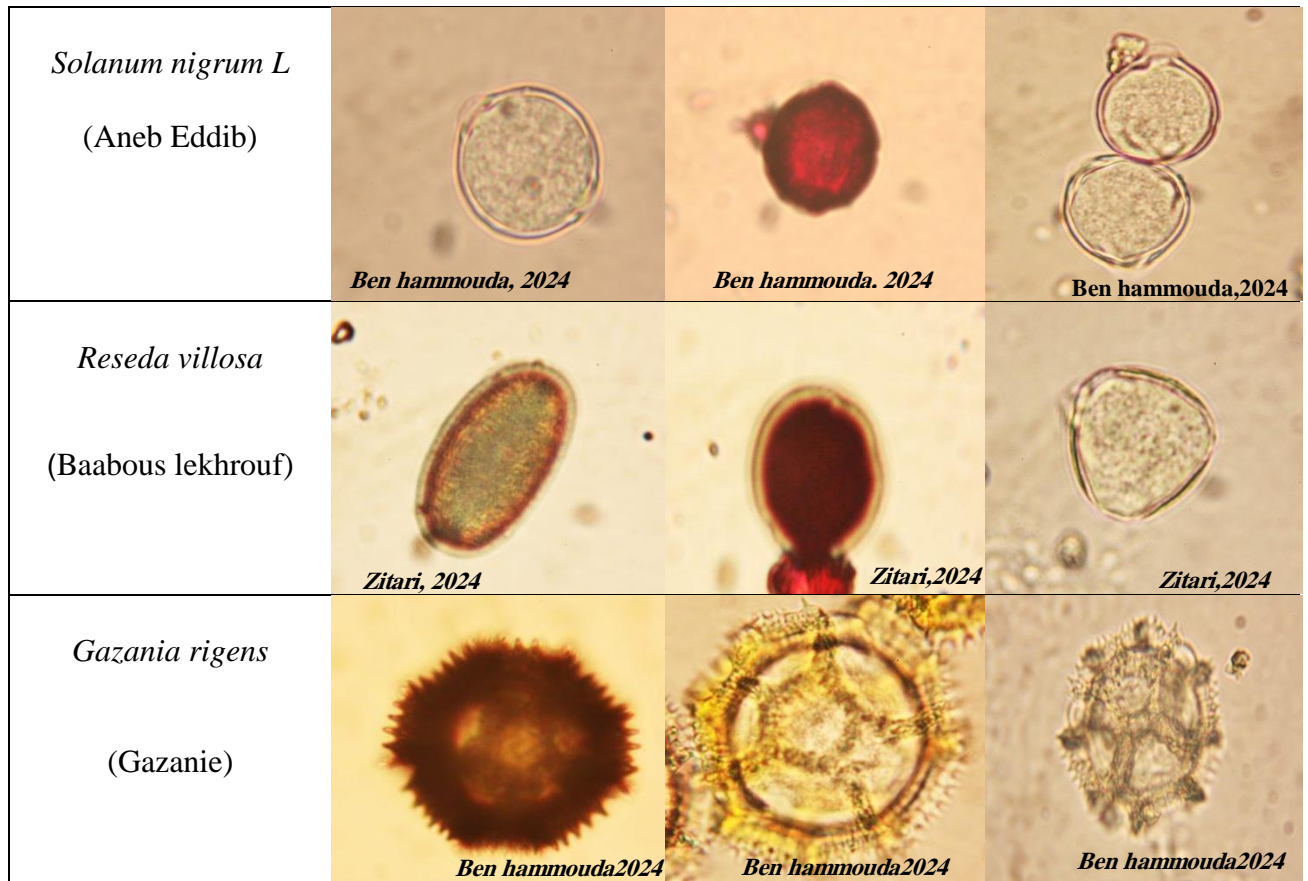 Solanum nigrum L
(Aneb Eddib)
Ben hammouda, 2024
Ben hammouda. 2024
Ben hammouda,2024
Reseda villosa
(Baabous lekhrouf)
Zitari, 2024
Zitari,2024
Zitari,2024
Gazania rigens
(Gazanie)
Ben hammouda2024
Ben hammouda2024
Ben hammouda2024